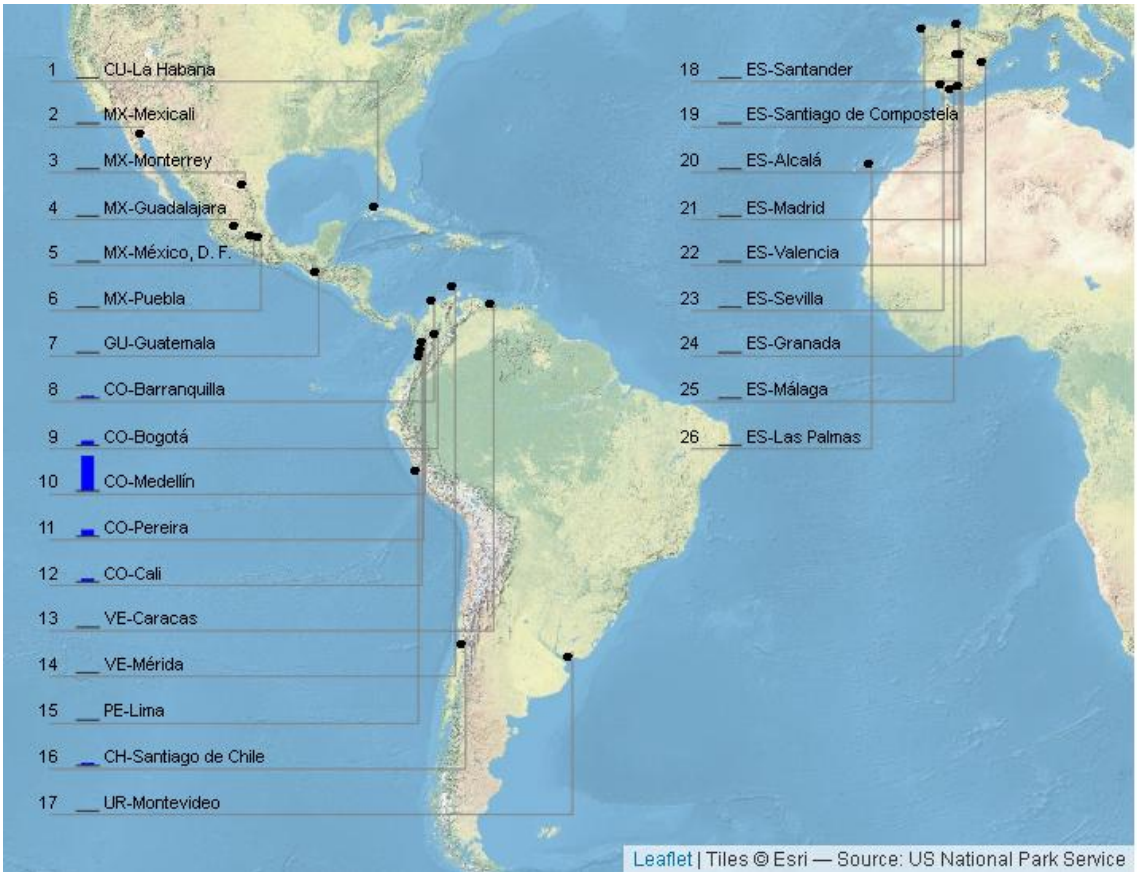 1 CU-La Habana
2 MX-Mexicali
3 MX-Monterrey
4 MX-Guadalajara
5 MX-México, D. F.
6 MX-Puebla
7 GU-Guatemala
8 CO-Barranquilla
9 CO-Bogotá
10 CO-Medellín
11 CO-Pereira
12 CO-Cali
13 VE-Caracas
14 VE-Mérida
15 PE-Lima
16 CH-Santiago de Chile
17 UR-Montevideo
18 ES-Santander
19 ES-Santiago de Compostela
20 ES-Alcalá
21 ES-Madrid
22 ES-Valencia
23 ES-Sevilla
24 ES-Granada
25 ES-Málaga
26 ES-Las Palmas
Leaflet | Tiles © Esri — Source: US National Park Service